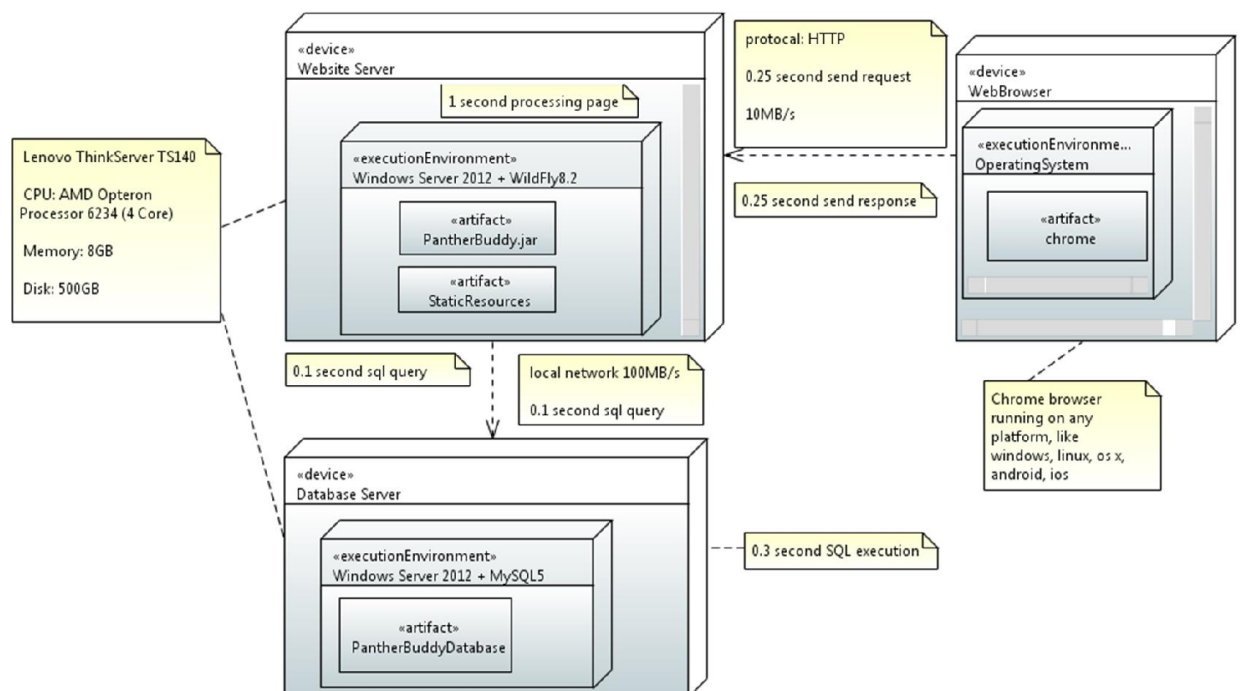 «device»
Website Server
1 second processing page
«executionEnvironment»
Windows Server 2012 + WildFly8.2
«artifact»
PantherBuddy.jar
«artifact»
StaticResources
protocal: HTTP
0.25 second send request
10MB/s
0.25 second send response
«device»
WebBrowser
«executionEnvironme...
OperatingSystem
«artifact»
chrome
Lenovo ThinkServer TS140
CPU: AMD Opteron
Processor 6234 (4 Core)
Memory: 8GB
Disk: 500GB
0.1 second sql query
local network 100MB/s
0.1 second sql query
Chrome browser
running on any
platform, like
windows, linux, os x,
android, ios
«device»
Database Server
«executionEnvironment»
Windows Server 2012 + MySQL5
«artifact»
PantherBuddyDatabase
0.3 second SQL execution